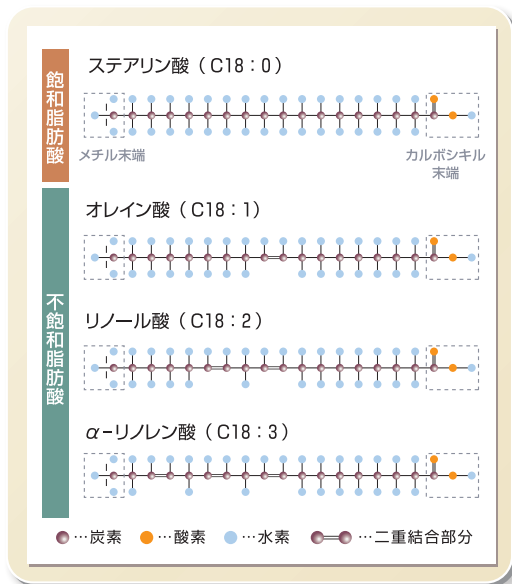 飽和脂肪酸
ステアリン酸（C18：0）
メチル末端
カルボシキル
末端
不飽和脂肪酸
オレイン酸（C18：1）
リノール酸（C18：2）
α−リノレン酸（C18：3）
…炭素 …酸素 …水素 …二重結合部分